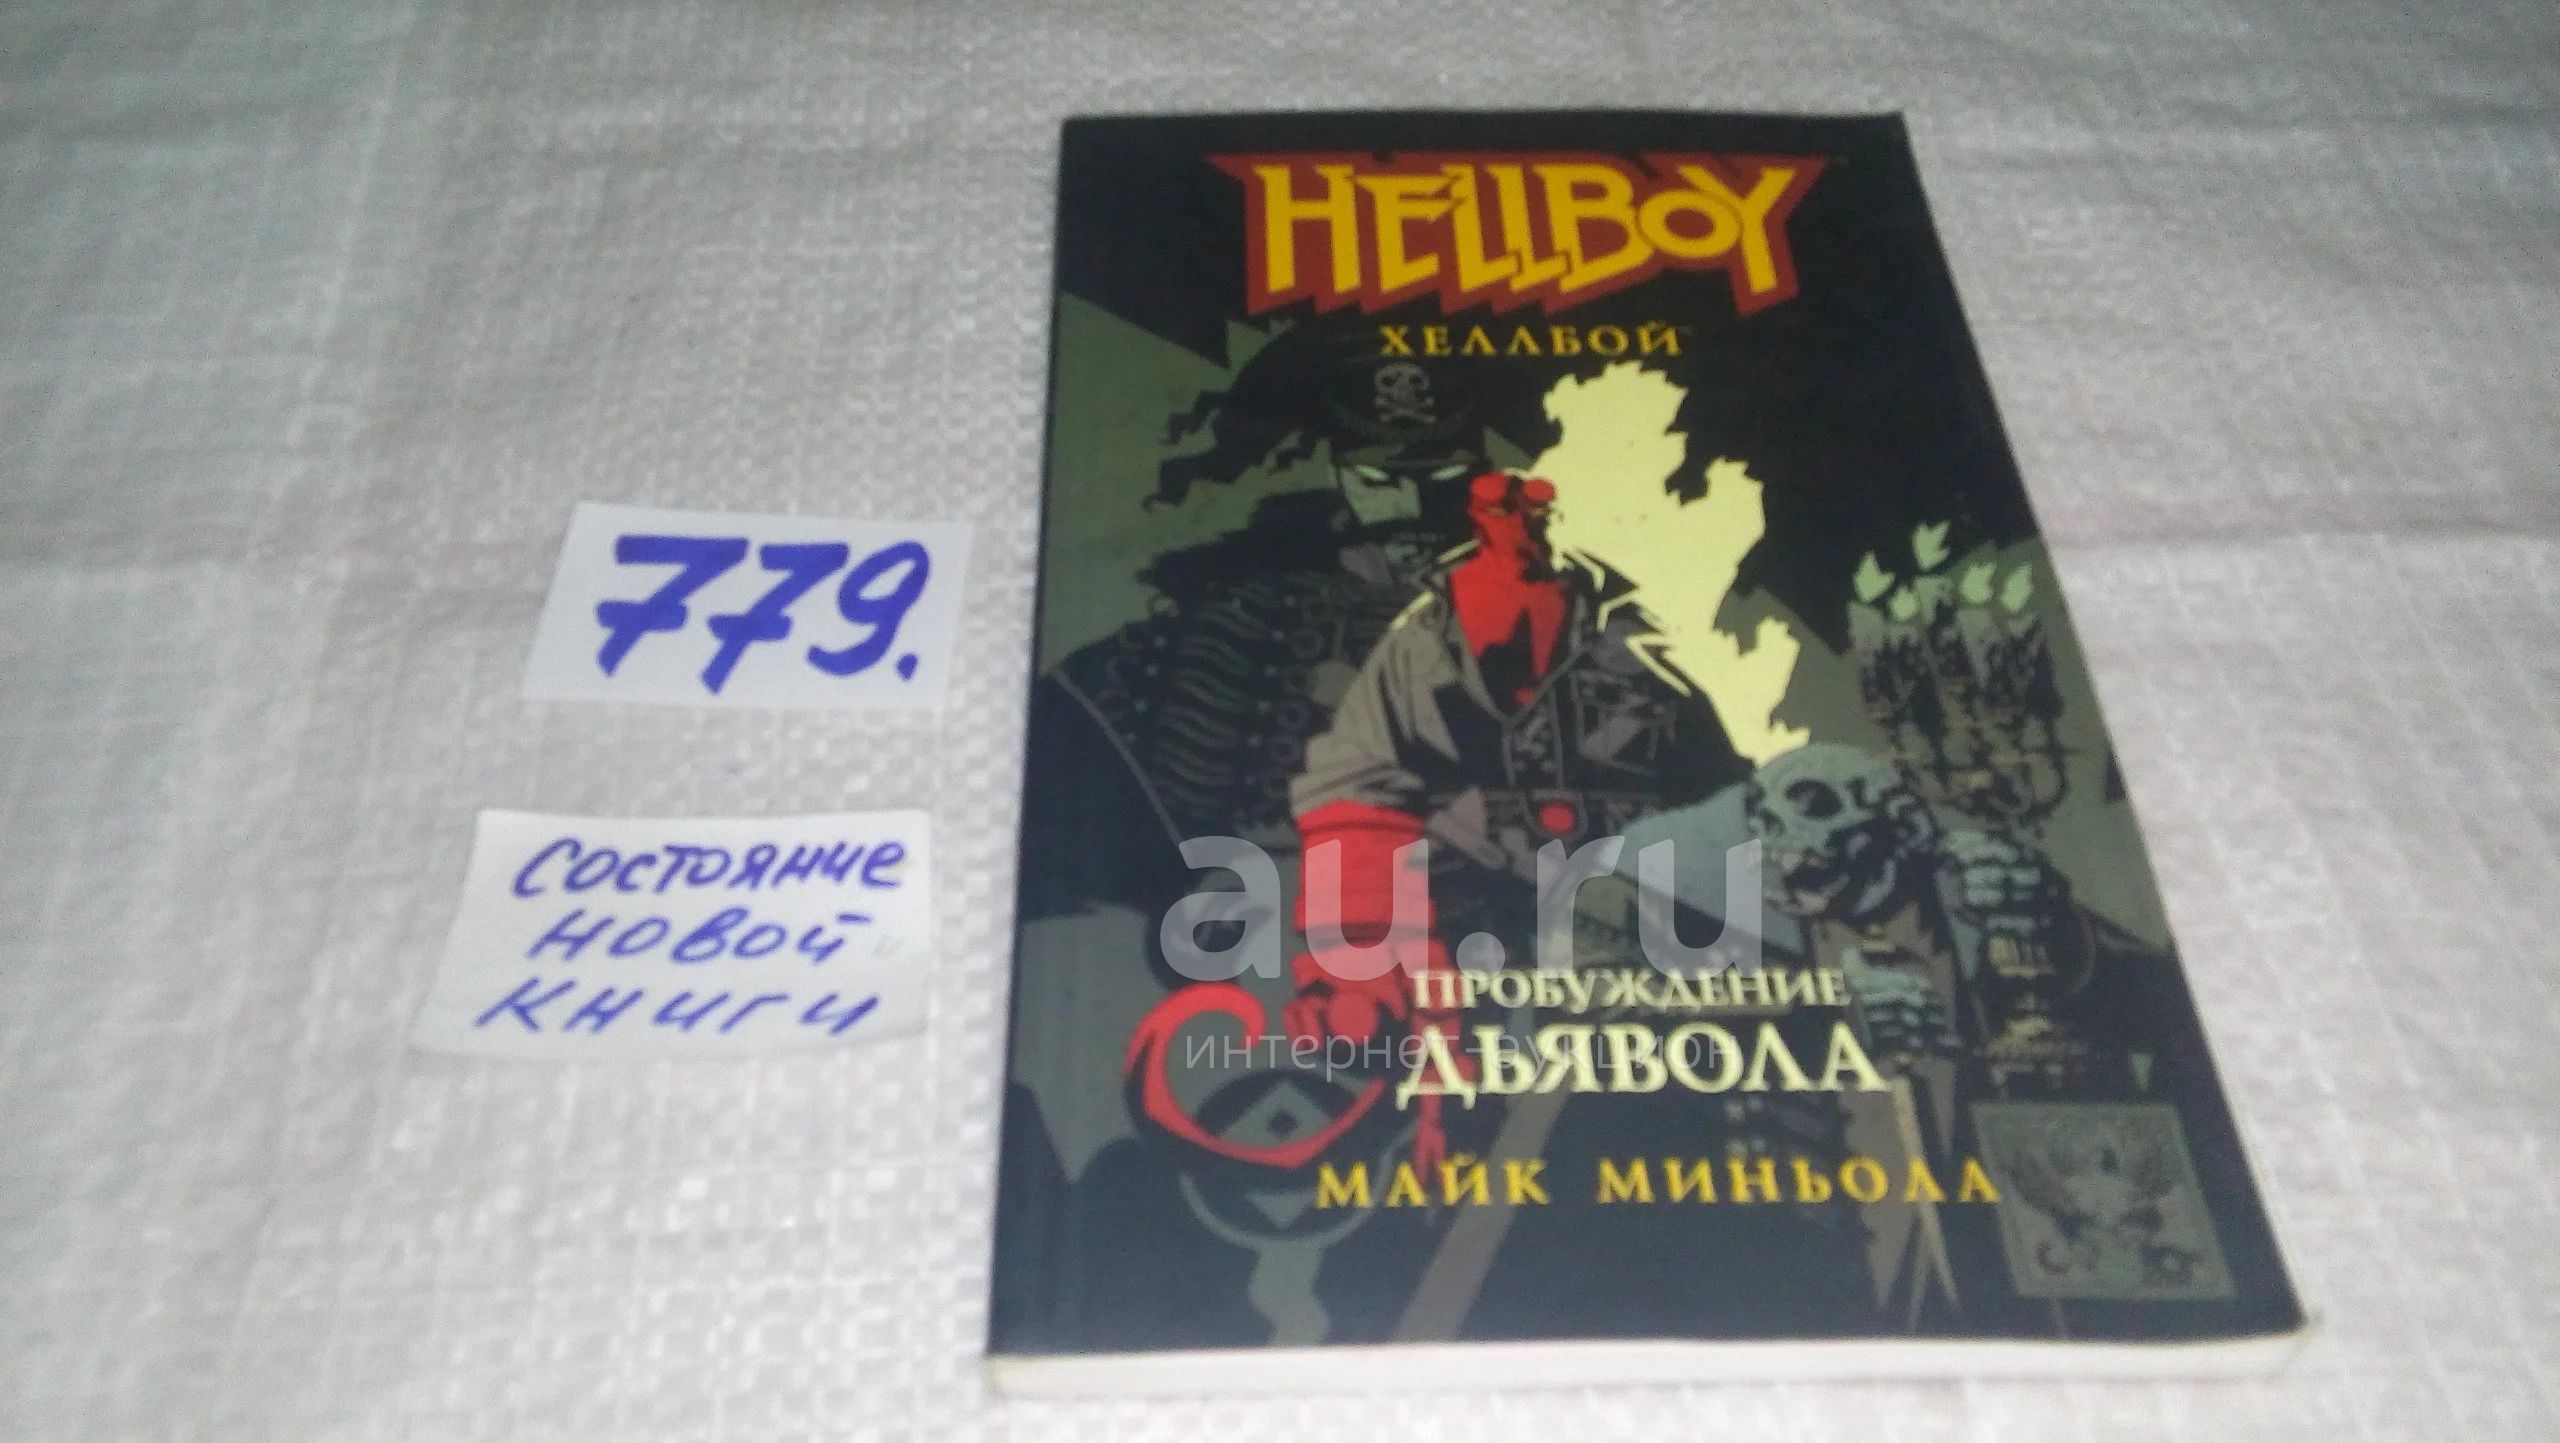 779.
состояние
новой
книги
HELLBOY
ХЕЛЛБОЙ
ПРОБУЖДЕНИЕ
ДЬЯВОЛА
МАЙК МИНЬОЛА
au.ru
интернет-аукцион